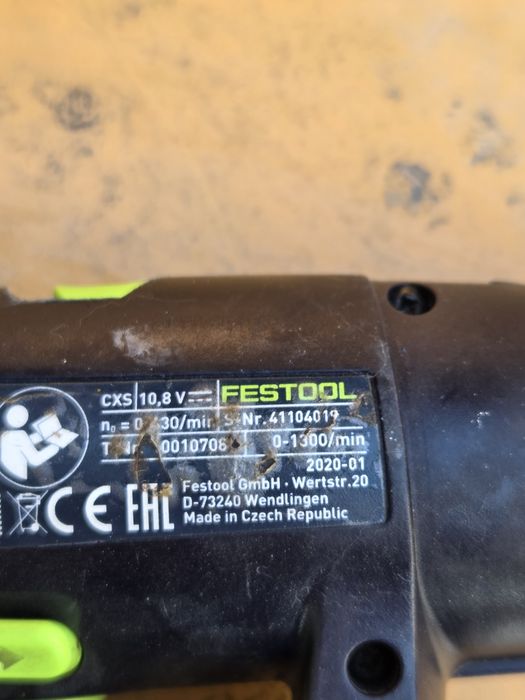 CXS 10,8 V FESTOOL
S-Nr. 41104019
0-1300/min
2020-01
Festool GmbH · Wertstr.20
D-73240 Wendlingen
CE EAC Made in Czech Republic